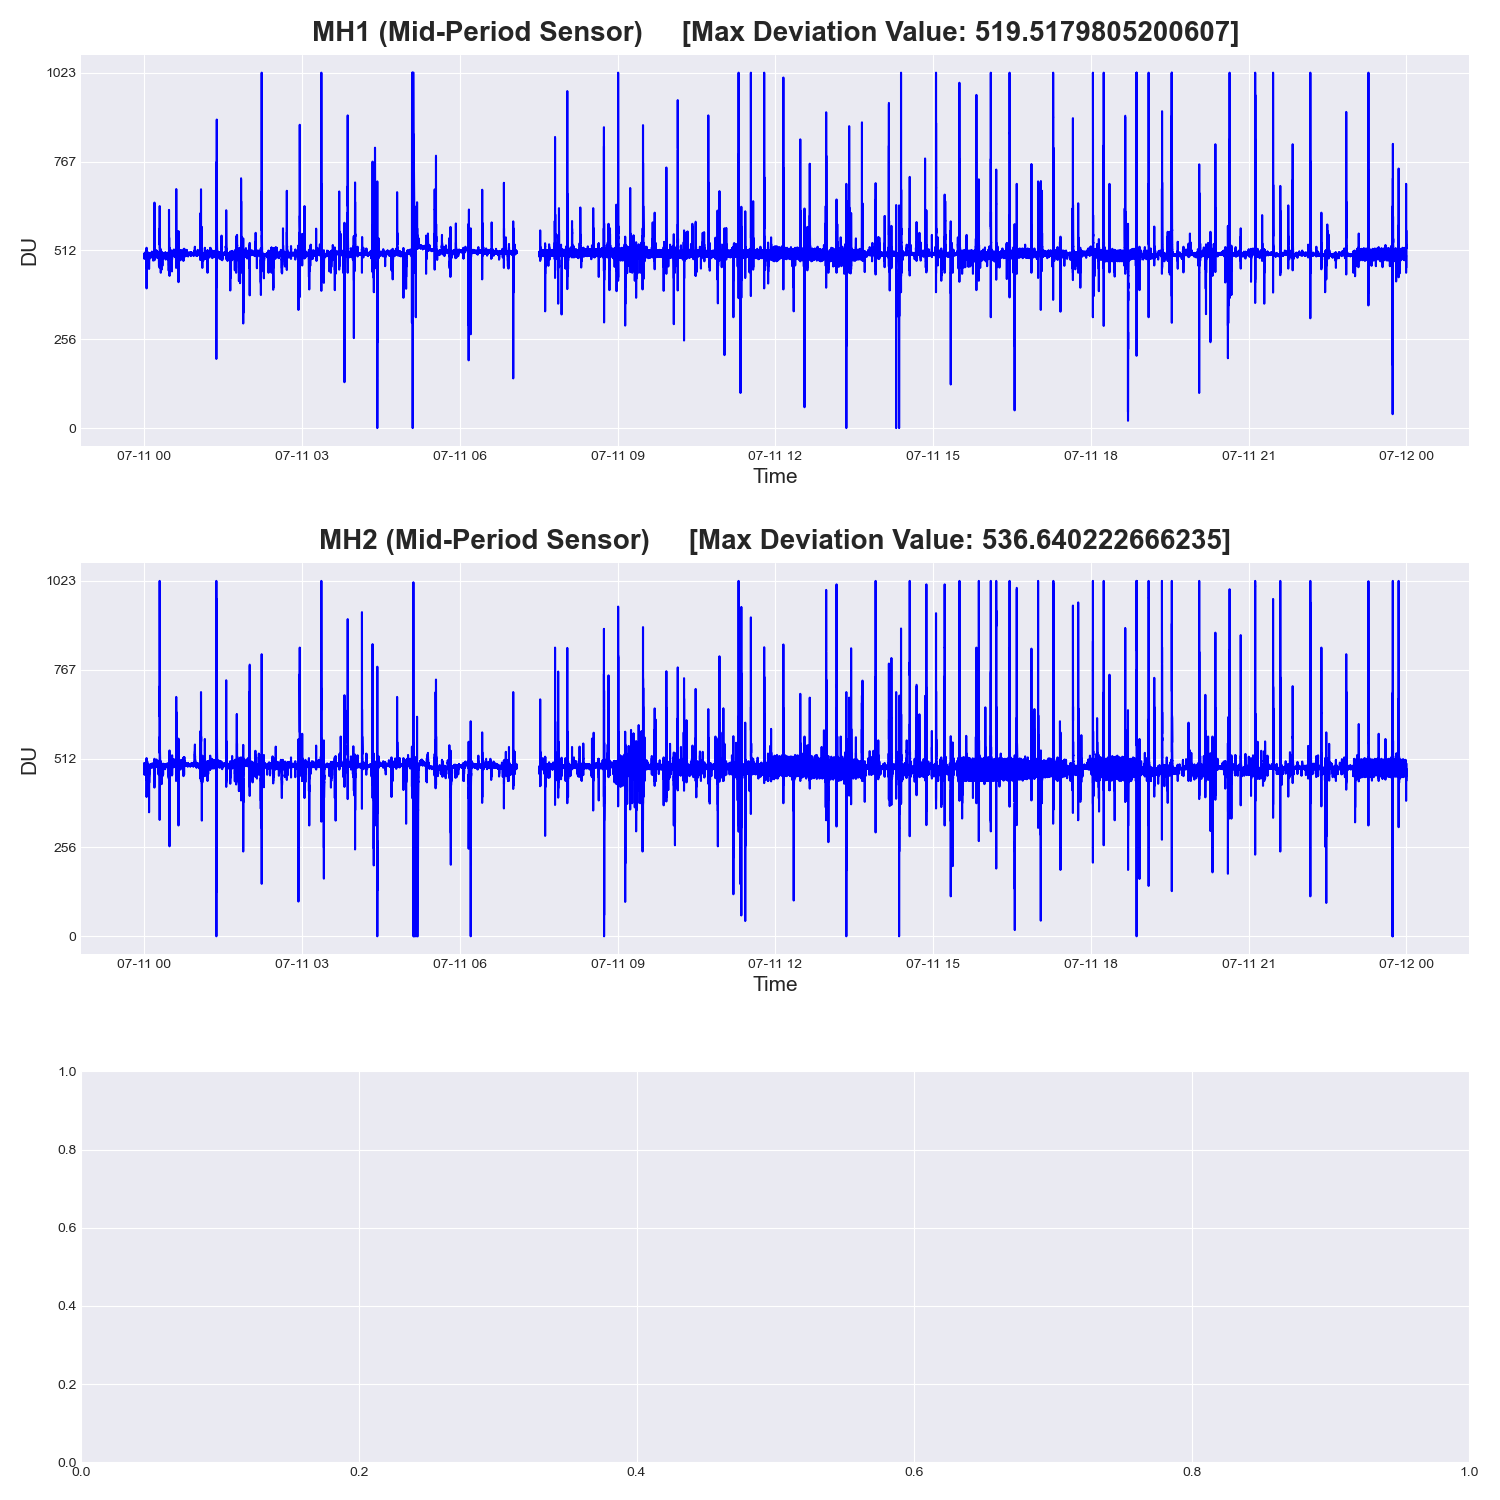 MH1 (Mid-Period Sensor) [Max Deviation Value: 519.5179805200607]
1023
767
512
256
0
DU
07-11 00 07-11 03 07-11 06 07-11 09 07-11 12 07-11 15 07-11 18 07-11 21 07-12 00
Time
MH2 (Mid-Period Sensor) [Max Deviation Value: 536.640222666235]
1023
767
512
256
0
DU
07-11 00 07-11 03 07-11 06 07-11 09 07-11 12 07-11 15 07-11 18 07-11 21 07-12 00
Time
1.0
0.8
0.6
0.4
0.2
0.0
0.0 0.2 0.4 0.6 0.8 1.0